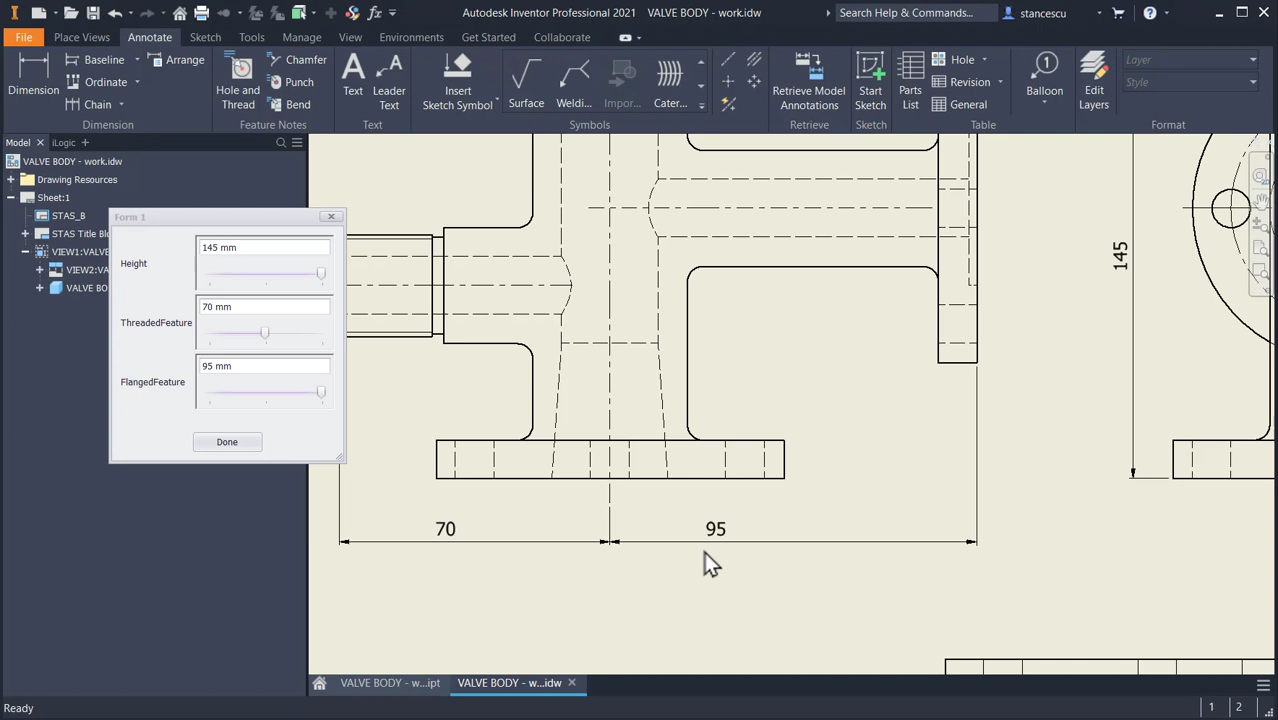 Autodesk Inventor Professional 2021 VALVE BODY - work.idw
Search Help & Commands...
stancescu
File
Place Views
Annotate
Sketch
Tools
Manage
View
Environments
Get Started
Collaborate
Dimension
Baseline
Ordinate
Chain
Arrange
Dimension
Hole and
Thread
Chamfer
Punch
Bend
Feature Notes
Text
Leader
Text
Text
Insert
Sketch Symbol
Surface
Weldi...
Impor...
Cater...
Symbols
Retrieve Model
Annotations
Retrieve
Start
Sketch
Sketch
Parts
List
Hole
Revision
General
Table
Balloon
Edit
Layers
Layer
Style
Format
Model
iLogic
VALVE BODY - work.idw
Drawing Resources
Sheet:1
STAS_B
STAS Title Blo
VIEW1:VALVE
VIEW2:VA
VALVE BO
Form 1
Height
145 mm
ThreadedFeature
70 mm
FlangedFeature
95 mm
Done
145
70
95
VALVE BODY - w...ipt
VALVE BODY - w...idw
Ready
1
2